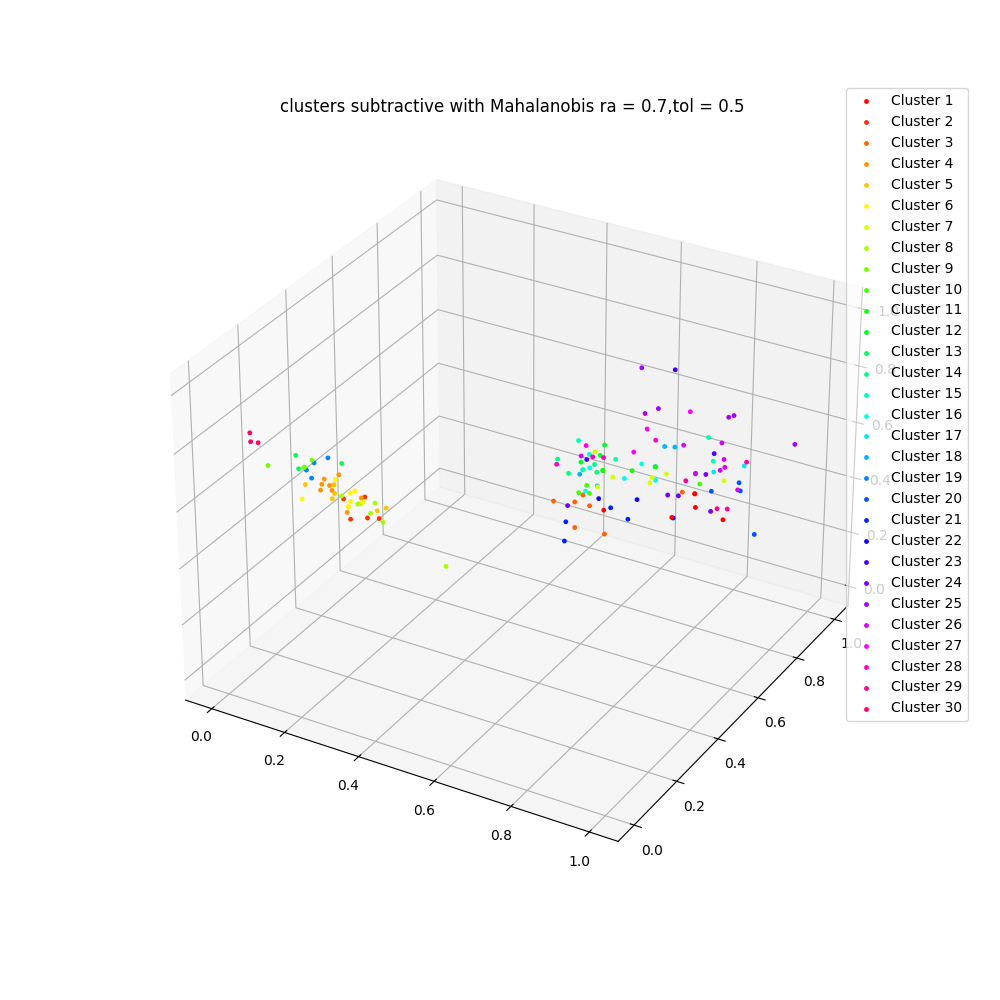 clusters subtractive with Mahalanobis ra = 0.7,tol = 0.5
Cluster 1
Cluster 2
Cluster 3
Cluster 4
Cluster 5
Cluster 6
Cluster 7
Cluster 8
Cluster 9
Cluster 10
Cluster 11
Cluster 12
Cluster 13
Cluster 14
Cluster 15
Cluster 16
Cluster 17
Cluster 18
Cluster 19
Cluster 20
Cluster 21
Cluster 22
Cluster 23
Cluster 24
Cluster 25
Cluster 26
Cluster 27
Cluster 28
Cluster 29
Cluster 30
1.0
0.8
0.6
0.4
0.2
0.0
1.0
0.8
0.6
0.4
0.2
0.0
0.0
0.2
0.4
0.6
0.8
1.0